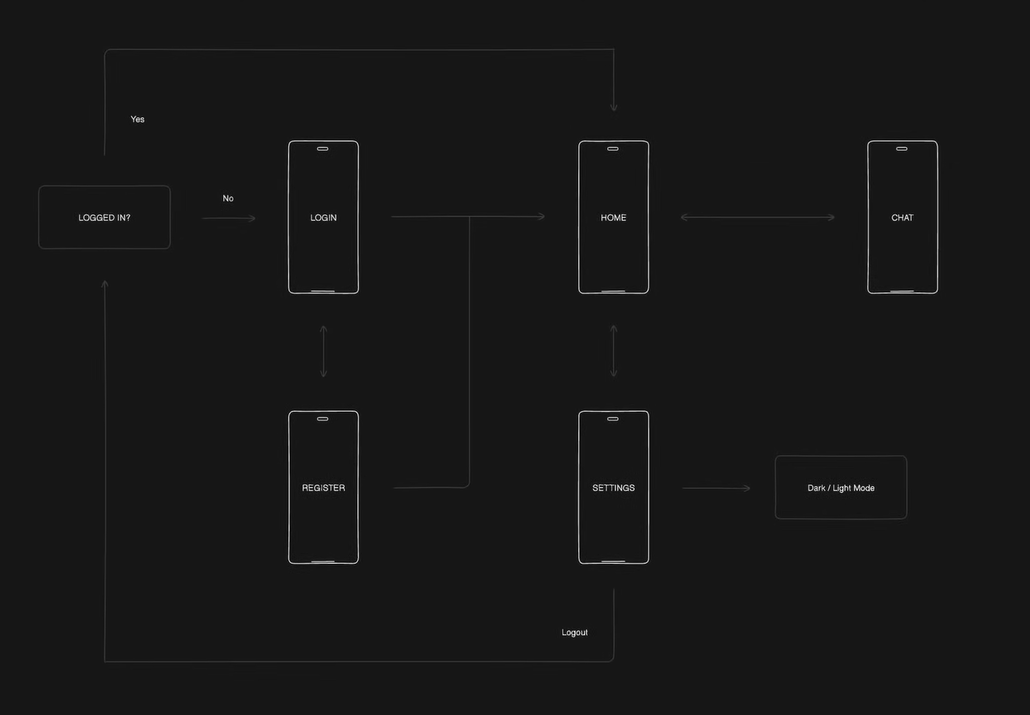 Yes
No
LOGGED IN?
LOGIN
HOME
CHAT
REGISTER
SETTINGS
Dark / Light Mode
Logout